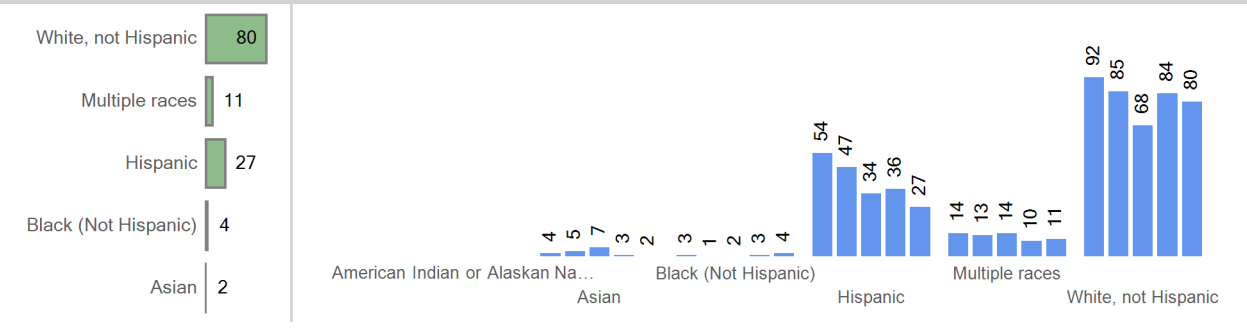 White, not Hispanic 80
Multiple races 11
Hispanic 27
Black (Not Hispanic) 4
Asian 2
4 5 7 3 2
3 1 2 3 4
54 47 34 36 27
14 13 14 10 11
92 85 68 84 80
American Indian or Alaskan Na… Black (Not Hispanic) Multiple races
Asian Hispanic White, not Hispanic